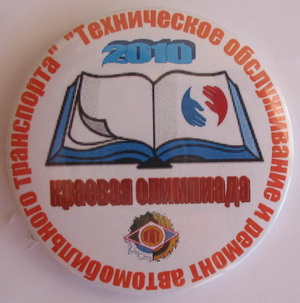 "Техническое обслуживание и ремонт автомобильного транспорта"
2010
краевая олимпиада